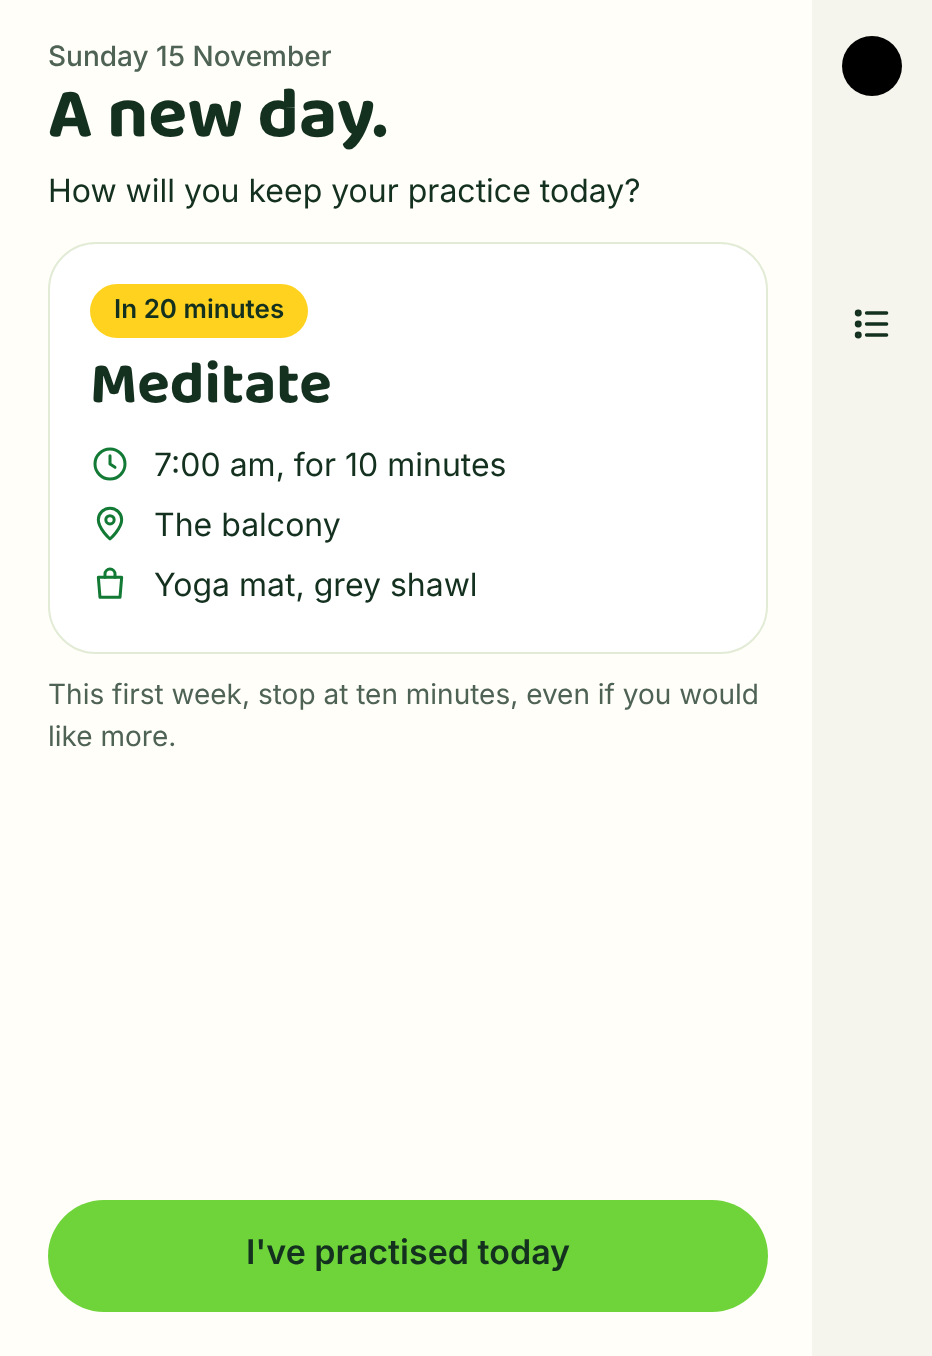 Sunday 15 November
A new day.
How will you keep your practice today?
In 20 minutes
Meditate
7:00 am, for 10 minutes
The balcony
Yoga mat, grey shawl
This first week, stop at ten minutes, even if you would
like more.
I've practised today